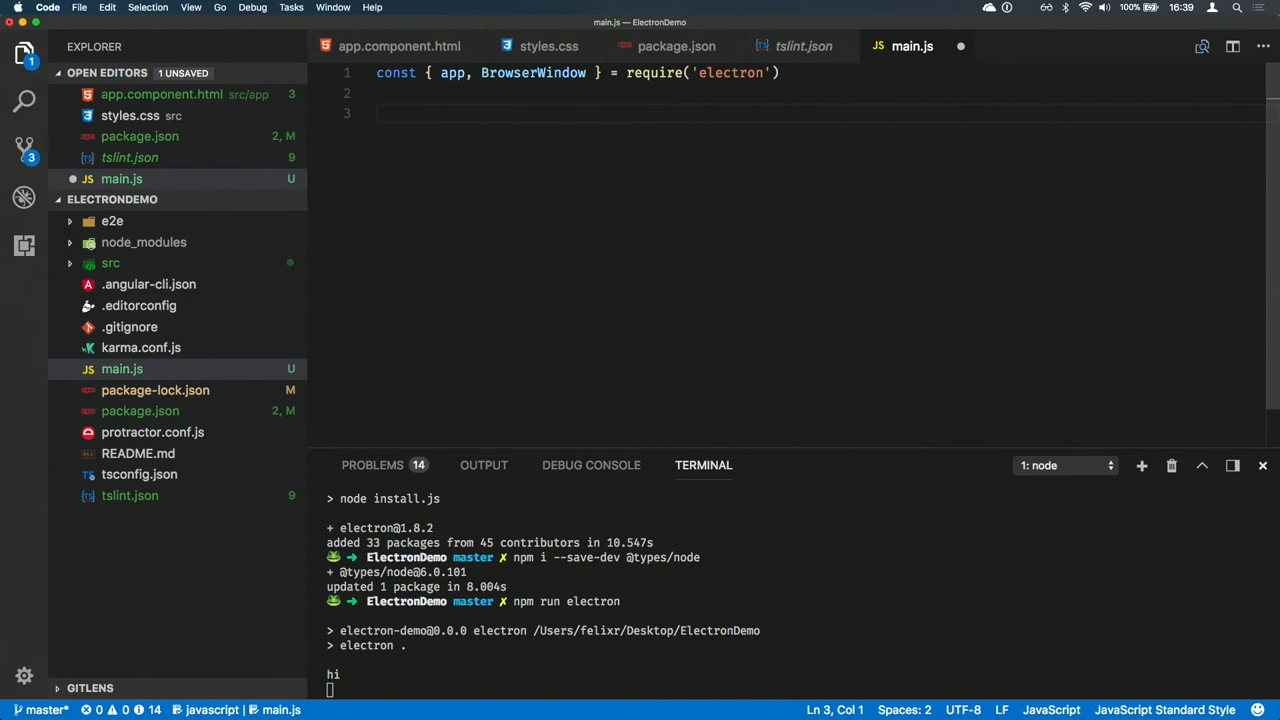 Code File Edit Selection View Go Debug Tasks Window Help 100% 16:39
main.js — ElectronDemo
EXPLORER
app.component.html
styles.css
package.json
tslint.json
JS main.js
OPEN EDITORS 1 UNSAVED
app.component.html src/app 3
styles.css src
package.json 2, M
tslint.json 9
JS main.js U
ELECTRONDEMO
e2e
node_modules
src
.angular-cli.json
.editorconfig
.gitignore
karma.conf.js
JS main.js U
package-lock.json M
package.json 2, M
protractor.conf.js
README.md
tsconfig.json
tslint.json 9
GITLENS
1
3
1 const { app, BrowserWindow } = require('electron')
2
3
PROBLEMS 14 OUTPUT DEBUG CONSOLE TERMINAL 1: node
> node install.js
+ electron@1.8.2
added 33 packages from 45 contributors in 10.547s
➜ ElectronDemo master ✗ npm i --save-dev @types/node
+ @types/node@6.0.101
updated 1 package in 8.004s
➜ ElectronDemo master ✗ npm run electron
> electron-demo@0.0.0 electron /Users/felixr/Desktop/ElectronDemo
> electron .
hi
master* 0 0 14 javascript | main.js Ln 3, Col 1 Spaces: 2 UTF-8 LF JavaScript JavaScript Standard Style